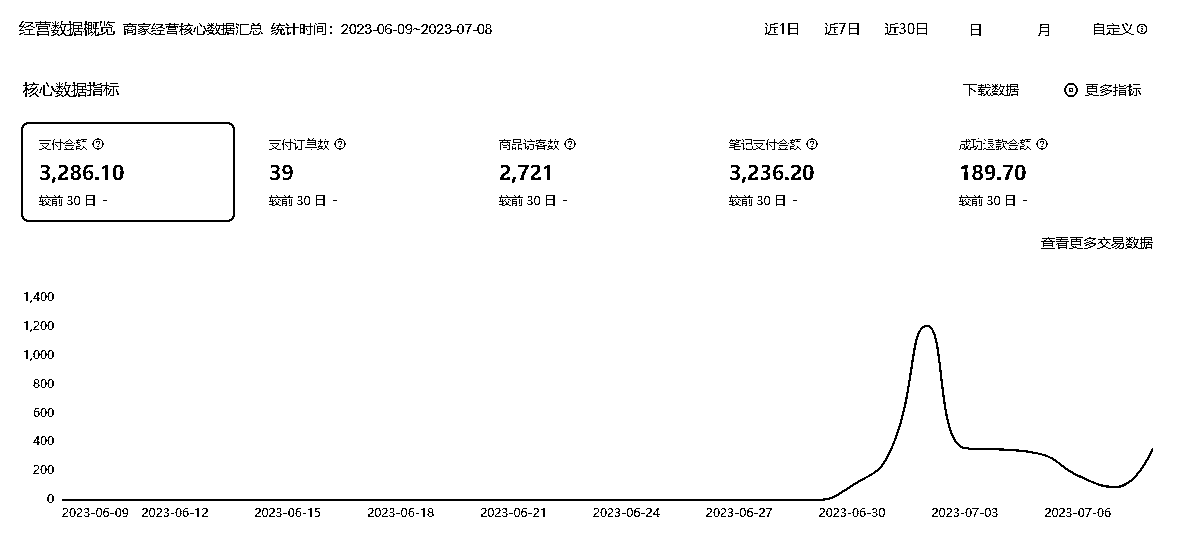 经营数据概览 商家经营核心数据汇总 统计时间：2023-06-09~2023-07-08 近1日 近7日 近30日 日 月 自定义
核心数据指标 下载数据 更多指标
支付金额 支付订单数 商品访客数 笔记支付金额 成功退款金额
3,286.10 39 2,721 3,236.20 189.70
较前 30 日 - 较前 30 日 - 较前 30 日 - 较前 30 日 - 较前 30 日 -
查看更多交易数据
1,400
1,200
1,000
800
600
400
200
0
2023-06-09 2023-06-12 2023-06-15 2023-06-18 2023-06-21 2023-06-24 2023-06-27 2023-06-30 2023-07-03 2023-07-06